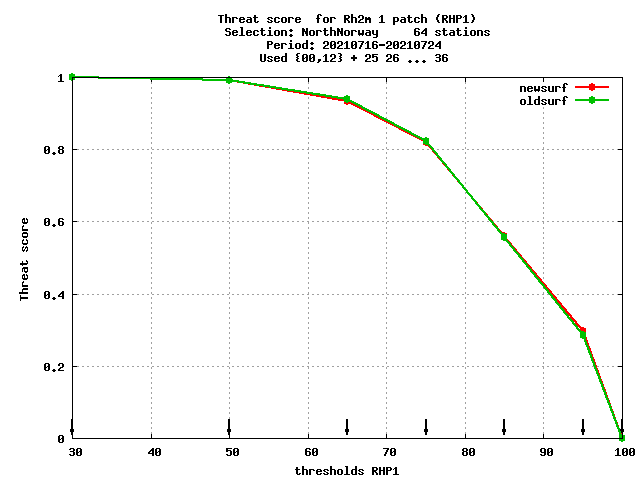 Threat score  for Rh2m 1 patch (RHP1)
Selection: NorthNorway     64 stations
Period: 20210716-20210724
Used {00,12} + 25 26 ... 36
newsurf
oldsurf
1
0.8
0.6
0.4
0.2
0
Threat score
30 40 50 60 70 80 90 100
thresholds RHP1